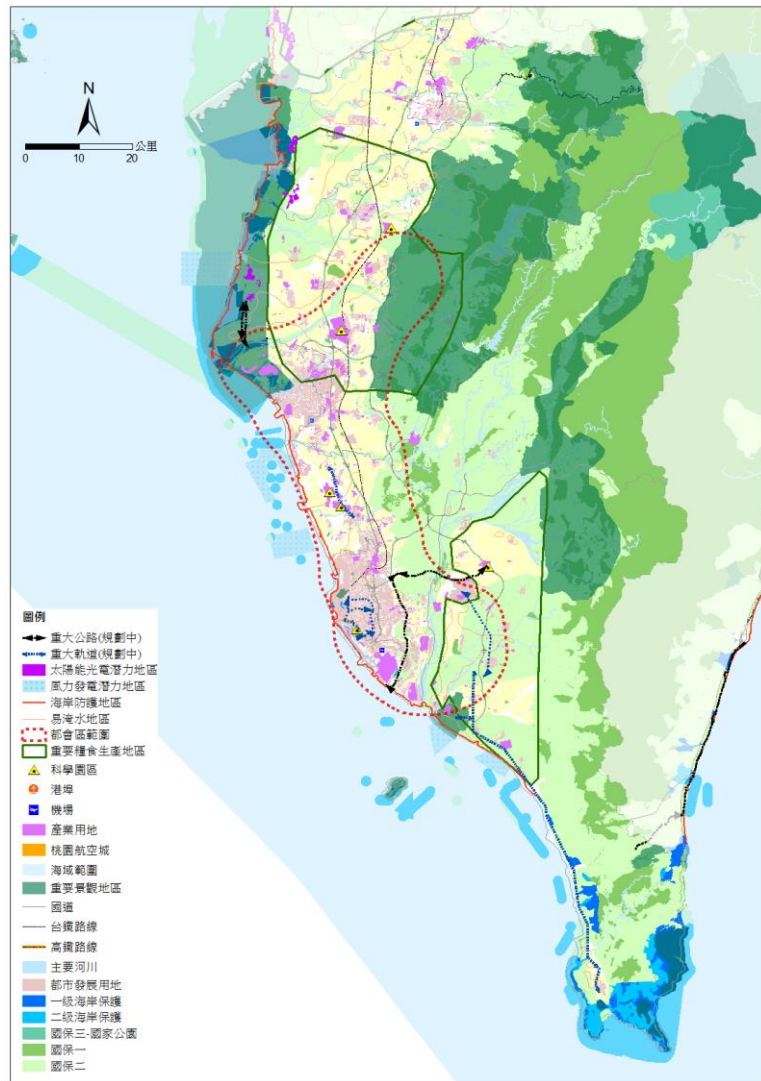 N
0 10 20 公里
圖例
重大公路(規劃中)
重大軌道(規劃中)
太陽能光電潛力地區
風力發電潛力地區
海岸防護地區
易淹水地區
都會區範圍
重要糧食生產地區
科學園區
港埠
機場
產業用地
桃園航空城
海域範圍
重要景觀地區
國道
台鐵路線
高鐵路線
主要河川
都市發展用地
一級海岸保護
二級海岸保護
國保三-國家公園
國保一
國保二